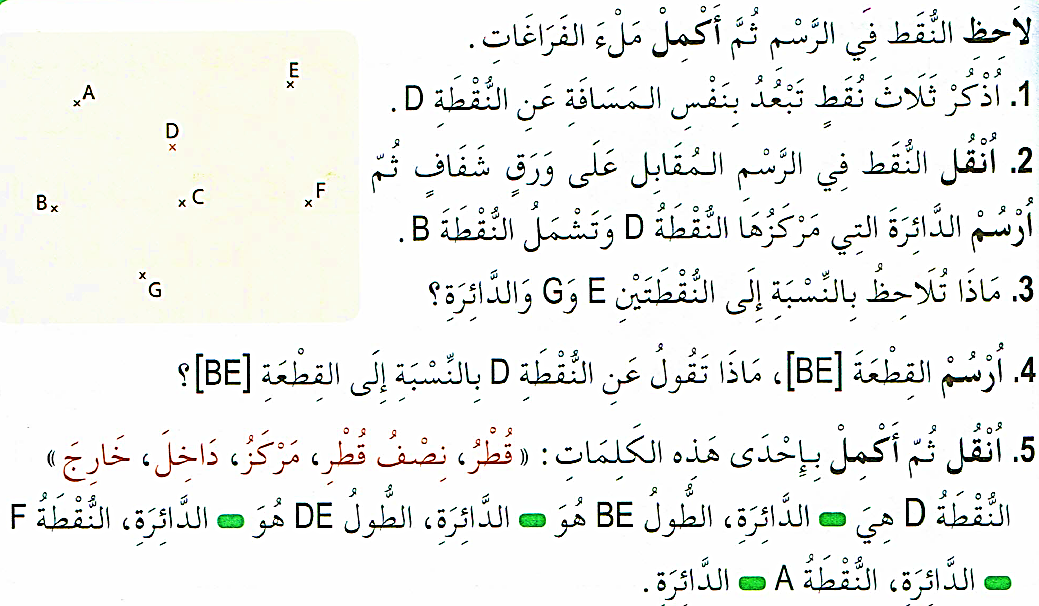 لاَحِظِ النُّقَط فِي الرَّسْم ثُمَّ أَكْمِلْ مَلْءَ الفَرَاغَاتِ.
1. اُذْكُرْ ثَلَاثَ نُقَطٍ تَبْعُدُ بِنَفْسِ المَسَافَةِ عَنِ النُّقْطَةِ D.
2. اُنْقُل النُّقَط فِي الرَّسْمِ المُقَابِل عَلَى وَرَقٍ شَفَافٍ ثُمّ
اُرْسُمْ الدَّائِرَةَ التِي مَرْكَزُهَا النُّقْطَةُ D وَتَشْمَلُ النُّقْطَةَ B.
3. مَاذَا تُلَاحِظُ بِالنِّسْبَةِ إِلَى النُّقْطَتَيْنِ E وَG وَالدَّائِرَةِ؟
E
A
D
B
C
F
G
4. اُرْسُمْ القِطْعَةَ [BE]، مَاذَا تَقُولُ عَنِ النُّقْطَةِ D بِالنِّسْبَةِ إِلَى القِطْعَةِ [BE]؟
5. اُنْقُل ثُمّ أَكْمِلْ بِإِحْدَى هَذِه الكَلِمَاتِ: « قُطْرُ، نِصْفُ قُطْرِ، مَرْكَزُ، دَاخِلَ، خَارِجَ »
النُّقْطَةُ D هِيَ الدَّائِرَةِ، الطُّولُ BE هُوَ الدَّائِرَةِ، الطُّولُ DE هُوَ الدَّائِرَةِ، النُّقْطَةُ F
الدَّائِرَةِ، النُّقْطَةُ A الدَّائِرَةِ.